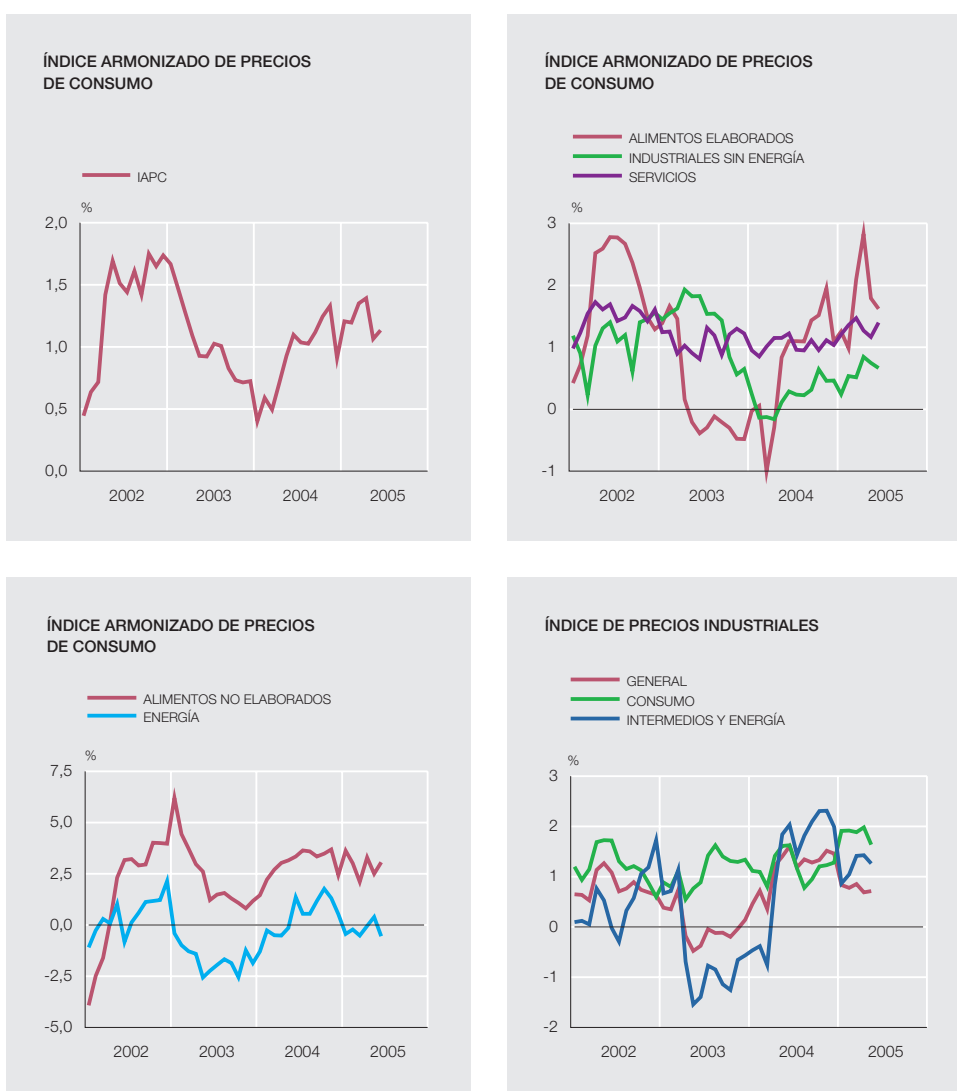 ÍNDICE ARMONIZADO DE PRECIOS
DE CONSUMO
IAPC
%
2,0
1,5
1,0
0,5
0,0
2002 2003 2004 2005
ÍNDICE ARMONIZADO DE PRECIOS
DE CONSUMO
ALIMENTOS ELABORADOS
INDUSTRIALES SIN ENERGÍA
SERVICIOS
%
3
2
1
0
-1
2002 2003 2004 2005
ÍNDICE ARMONIZADO DE PRECIOS
DE CONSUMO
ALIMENTOS NO ELABORADOS
ENERGÍA
%
7,5
5,0
2,5
0,0
-2,5
-5,0
2002 2003 2004 2005
ÍNDICE DE PRECIOS INDUSTRIALES
GENERAL
CONSUMO
INTERMEDIOS Y ENERGÍA
%
3
2
1
0
-1
-2
2002 2003 2004 2005